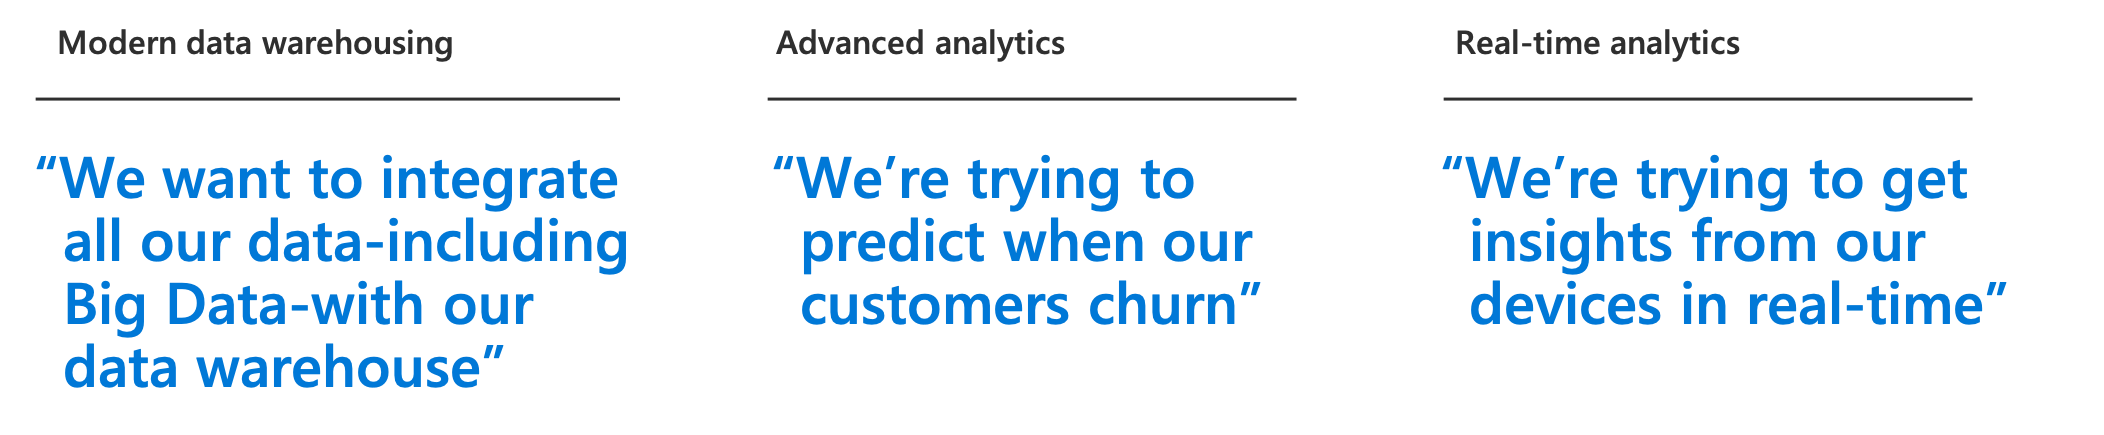 Modern data warehousing
“We want to integrate
all our data-including
Big Data-with our
data warehouse”
Advanced analytics
“We’re trying to
predict when our
customers churn”
Real-time analytics
“We’re trying to get
insights from our
devices in real-time”